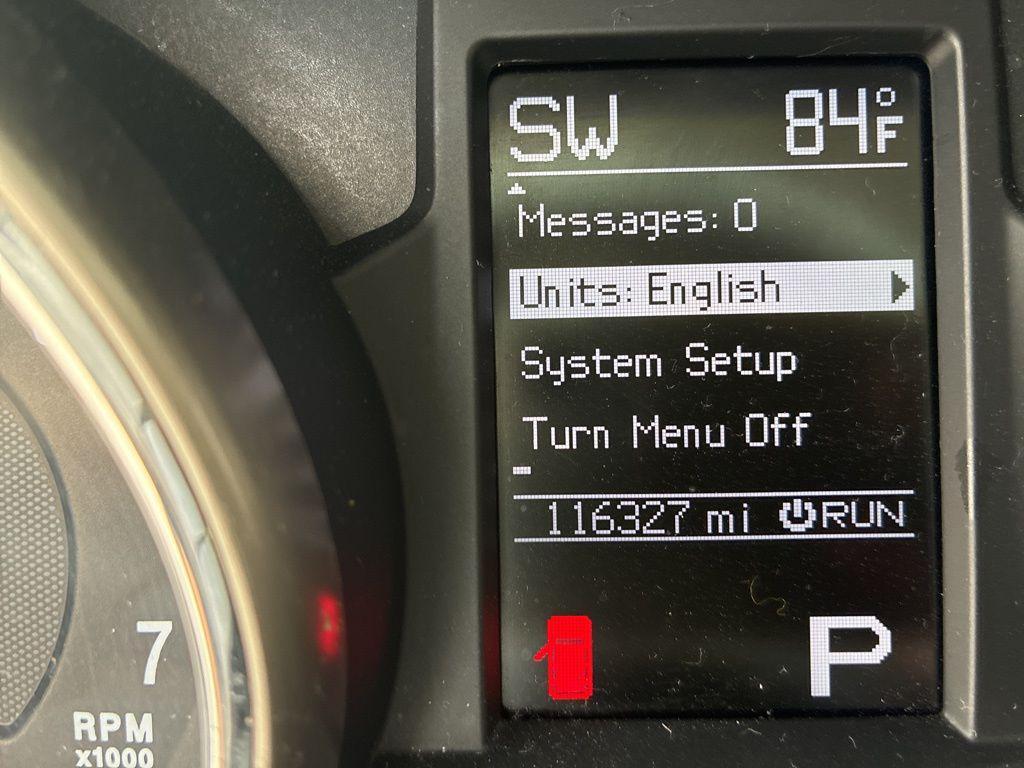 SW 84°F
Messages: 0
Units: English
System Setup
Turn Menu Off
116327 mi RUN
P
7
RPM
x1000